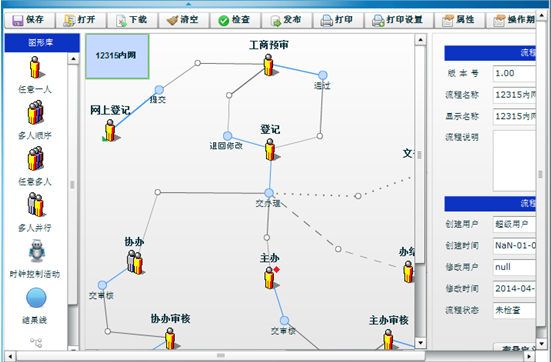 保存 打开 下载 清空 检查 发布 打印 打印设置 属性 操作期
图形库
任意一人
多人顺序
任意多人
多人并行
时钟控制活动
结果线
12315内网
工商预审
提交
通过
网上登记
登记
退回修改
交办理
协办
主办
办结
交审核
交审核
协办审核
主办审核
流程
版 本 号 1.00
流程名称 12315内网
显示名称 12315内网
流程说明
流程
创建用户 超级用户
创建时间 NaN-01-0
修改用户 null
修改时间 2014-04-
流程状态 未检查